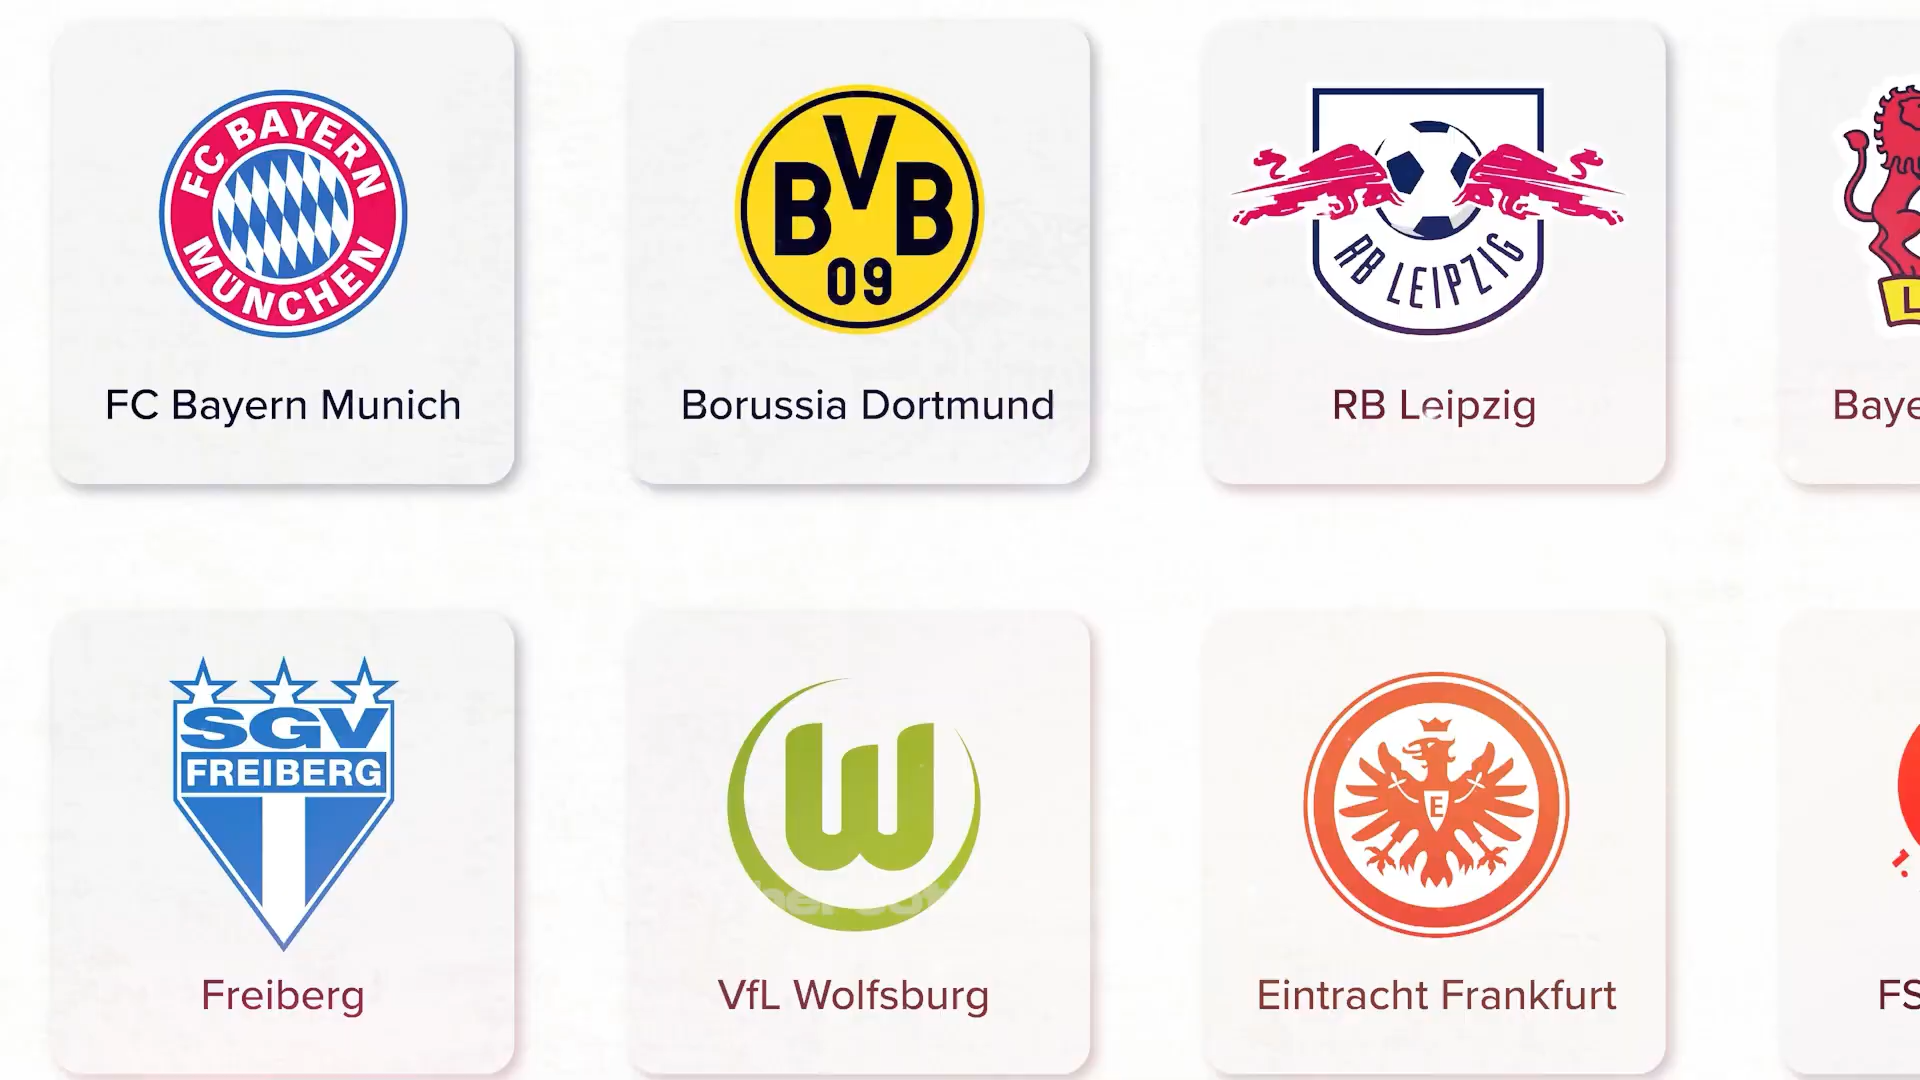 FC BAYERN
MÜNCHEN
BVB
09
RB LEIPZIG
L
FC Bayern Munich
Borussia Dortmund
RB Leipzig
Baye
SGV
FREIBERG
W
E
1.
Freiberg
VfL Wolfsburg
Eintracht Frankfurt
FS